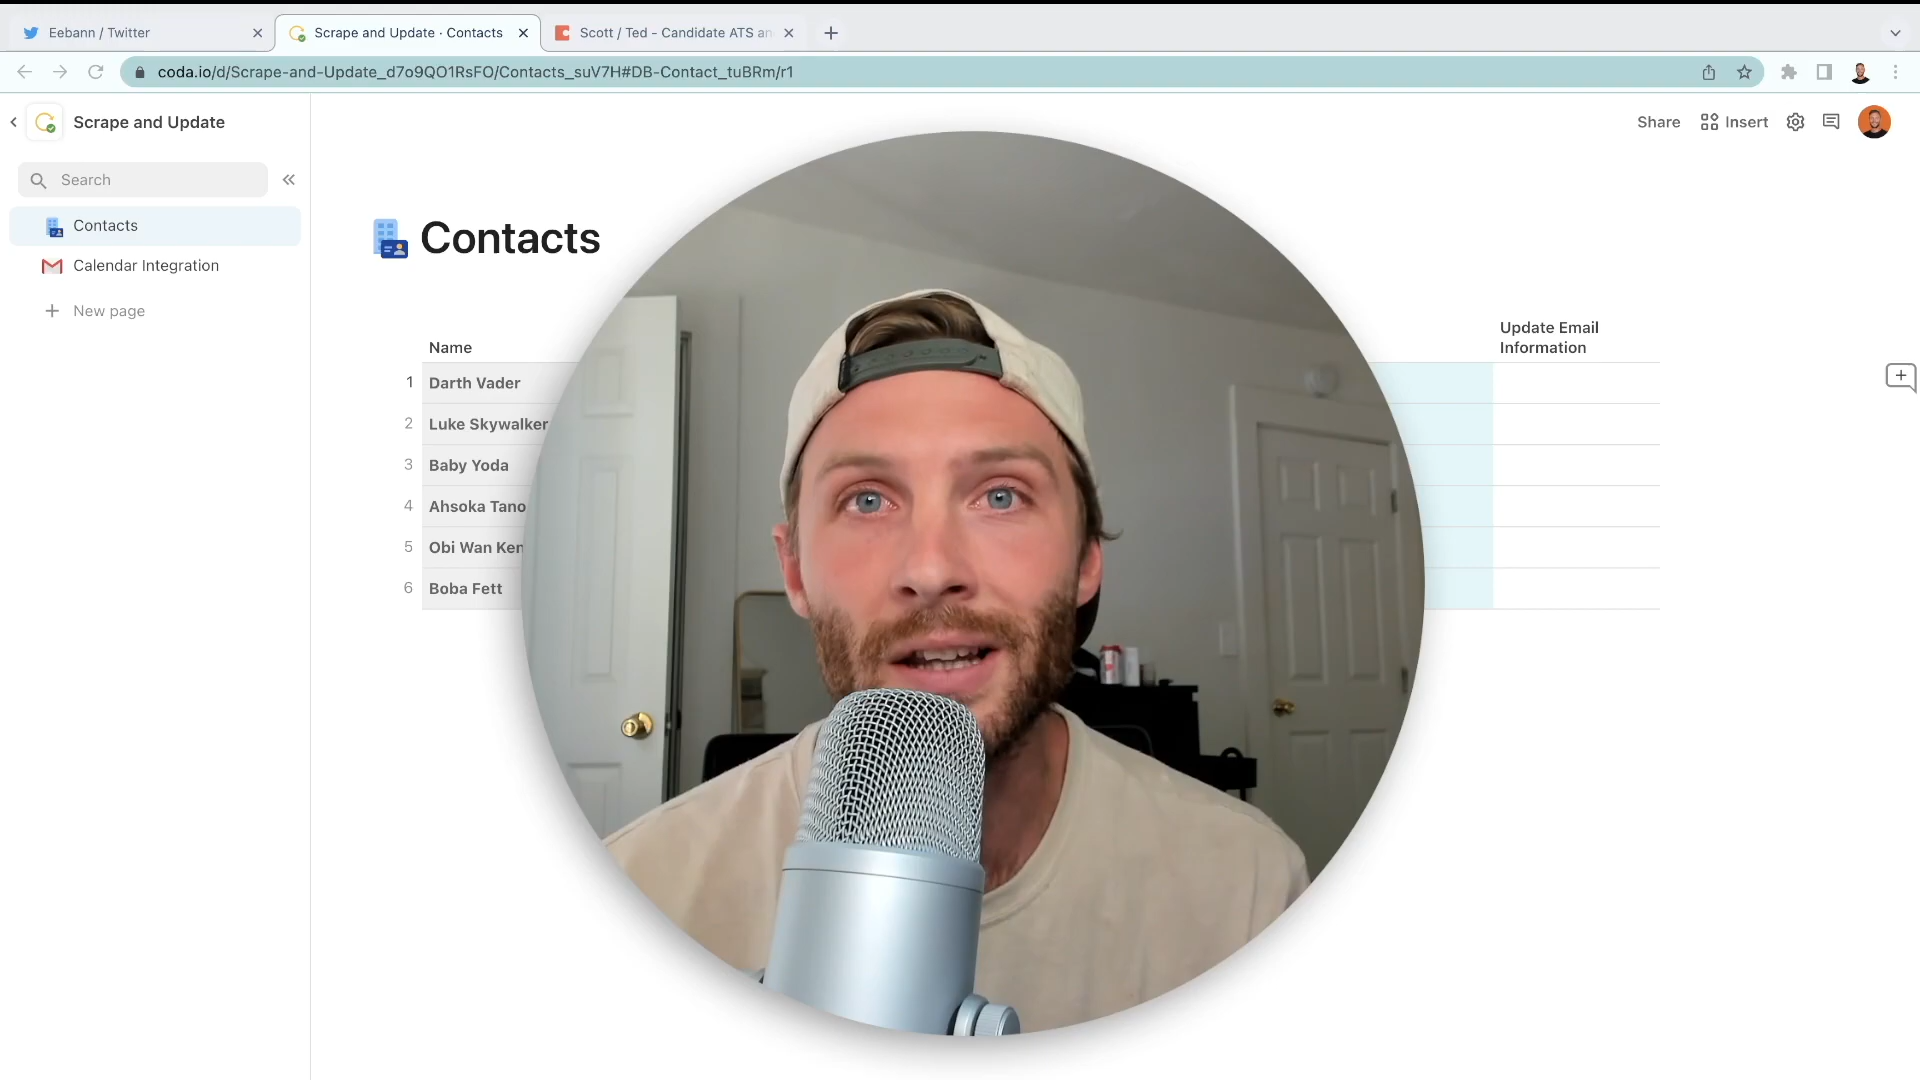 Eebann / Twitter
Scrape and Update · Contacts
Scott / Ted - Candidate ATS an
coda.io/d/Scrape-and-Update_d7o9QO1RsFO/Contacts_suV7H#DB-Contact_tuBRm/r1
Scrape and Update
Share
Insert
Search
Contacts
Calendar Integration
New page
Contacts
Name
Update Email
Information
1 Darth Vader
2 Luke Skywalker
3 Baby Yoda
4 Ahsoka Tano
5 Obi Wan Ken
6 Boba Fett